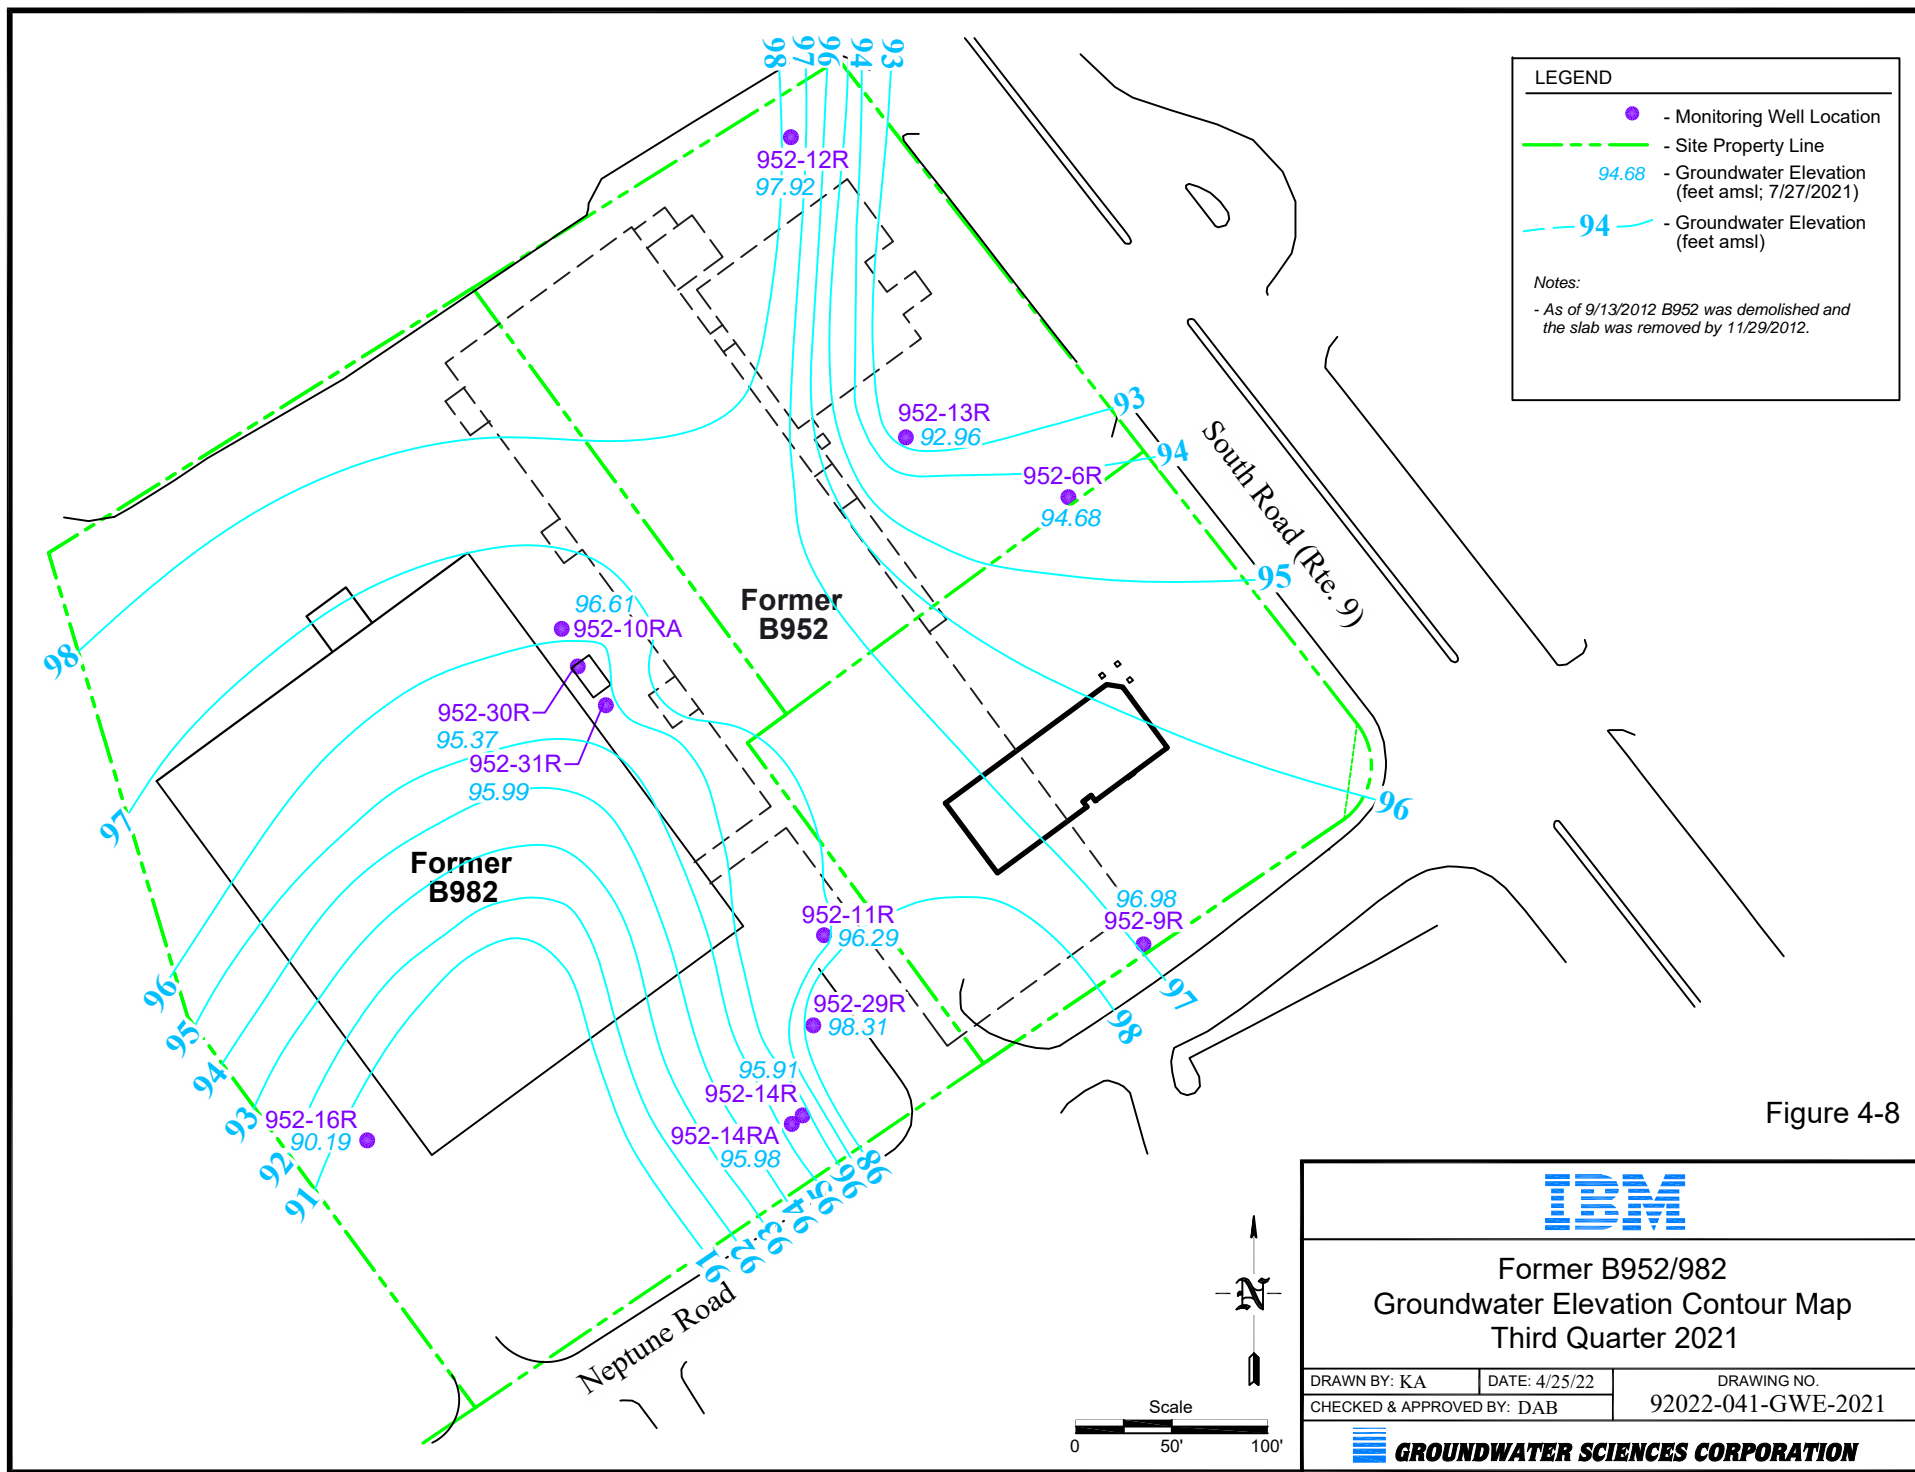 98 97 96 94 93
LEGEND
- Monitoring Well Location
- Site Property Line
94.68 - Groundwater Elevation
(feet amsl; 7/27/2021)
94 - Groundwater Elevation
(feet amsl)
Notes:
- As of 9/13/2012 B952 was demolished and
the slab was removed by 11/29/2012.
952-12R
97.92
93
952-13R
92.96
94
952-6R
94.68
South Road (Rte. 9)
95
96.61
952-10RA
Former
B952
98
952-30R
95.37
952-31R
95.99
97
96
Former
B982
96.98
952-9R
952-11R
96.29
96
97
952-29R
98.31
98
95
94
95.91
952-14R
93
952-16R
90.19
952-14RA
95.98
92
91
98
96
95
94
93
92
91
Neptune Road
Figure 4-8
N
Scale
0 50' 100'
IBM
Former B952/982
Groundwater Elevation Contour Map
Third Quarter 2021
DRAWN BY: KA DATE: 4/25/22 DRAWING NO.
CHECKED & APPROVED BY: DAB 92022-041-GWE-2021
GROUNDWATER SCIENCES CORPORATION